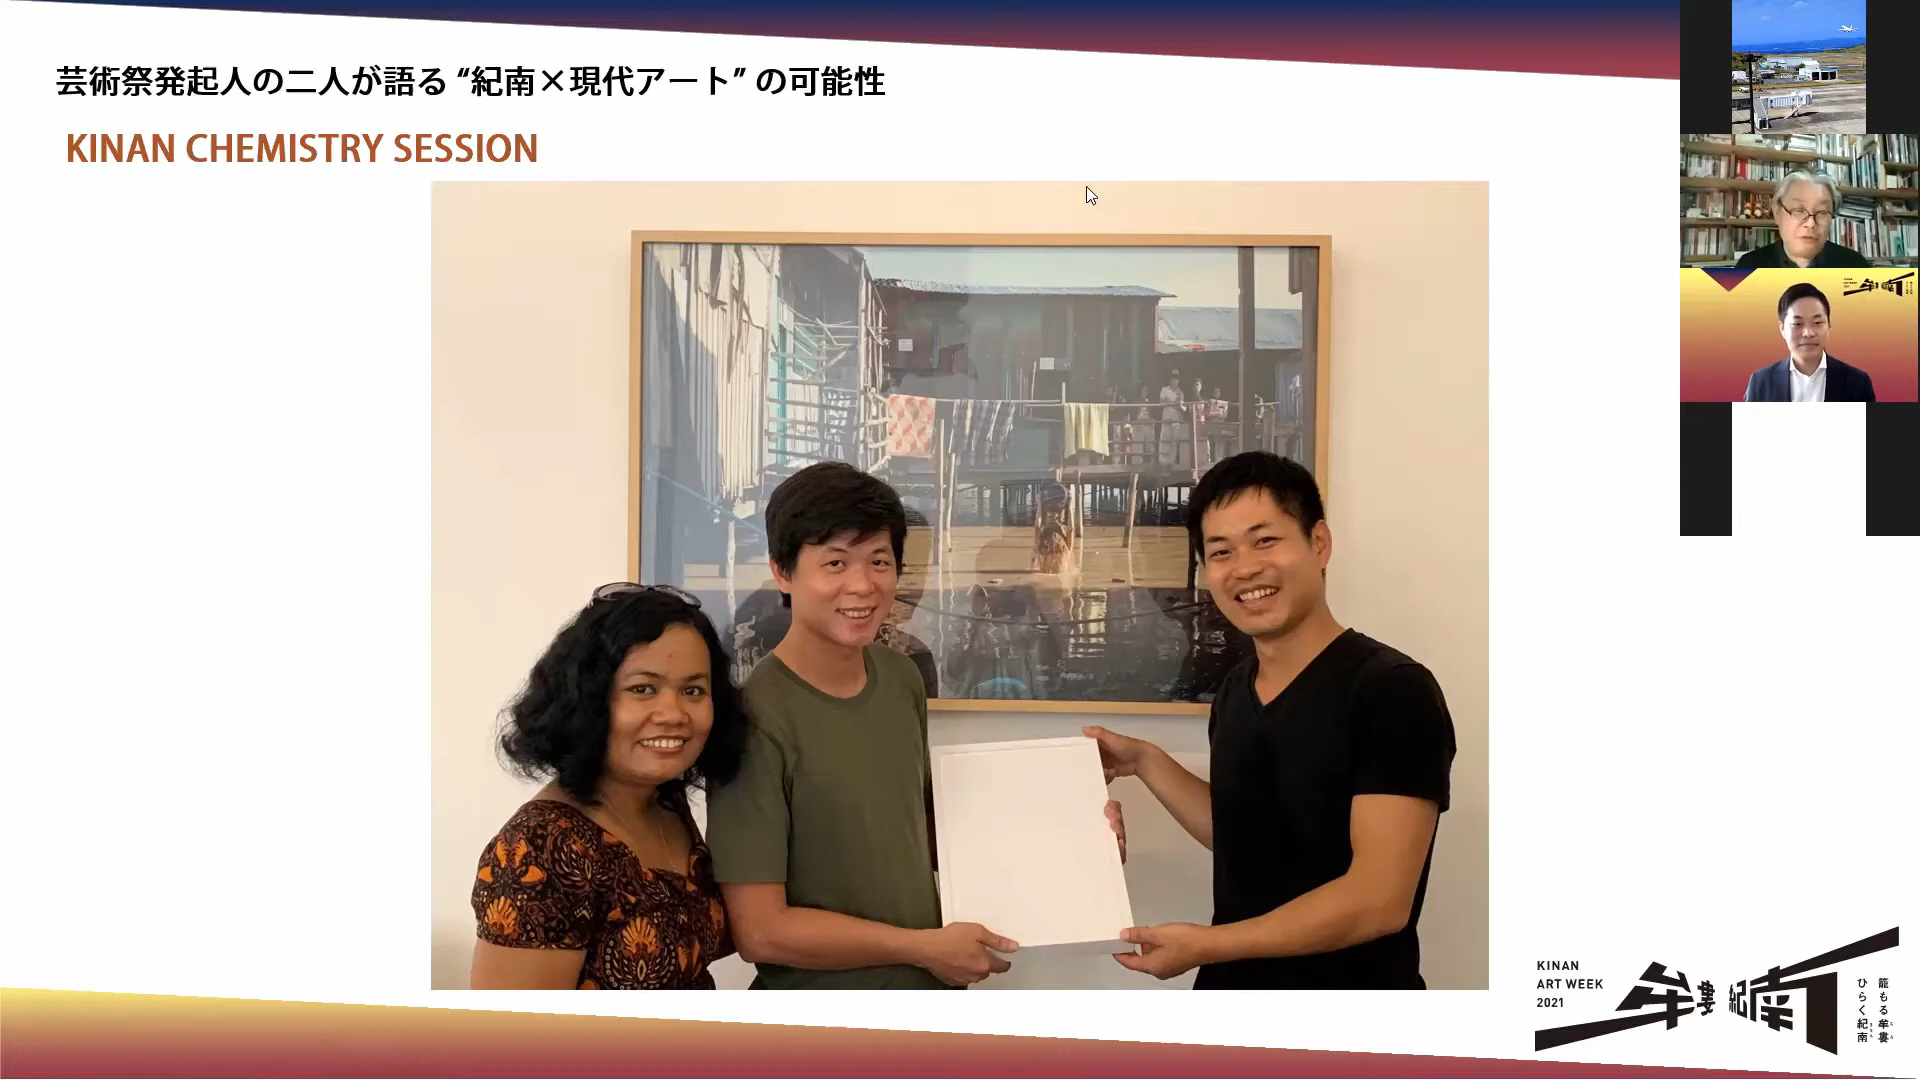 芸術祭発起人の二人が語る “紀南×現代アート” の可能性
KINAN CHEMISTRY SESSION
KINAN
ART WEEK
2021
牟婁 紀南
籠もる牟婁
ひらく紀南